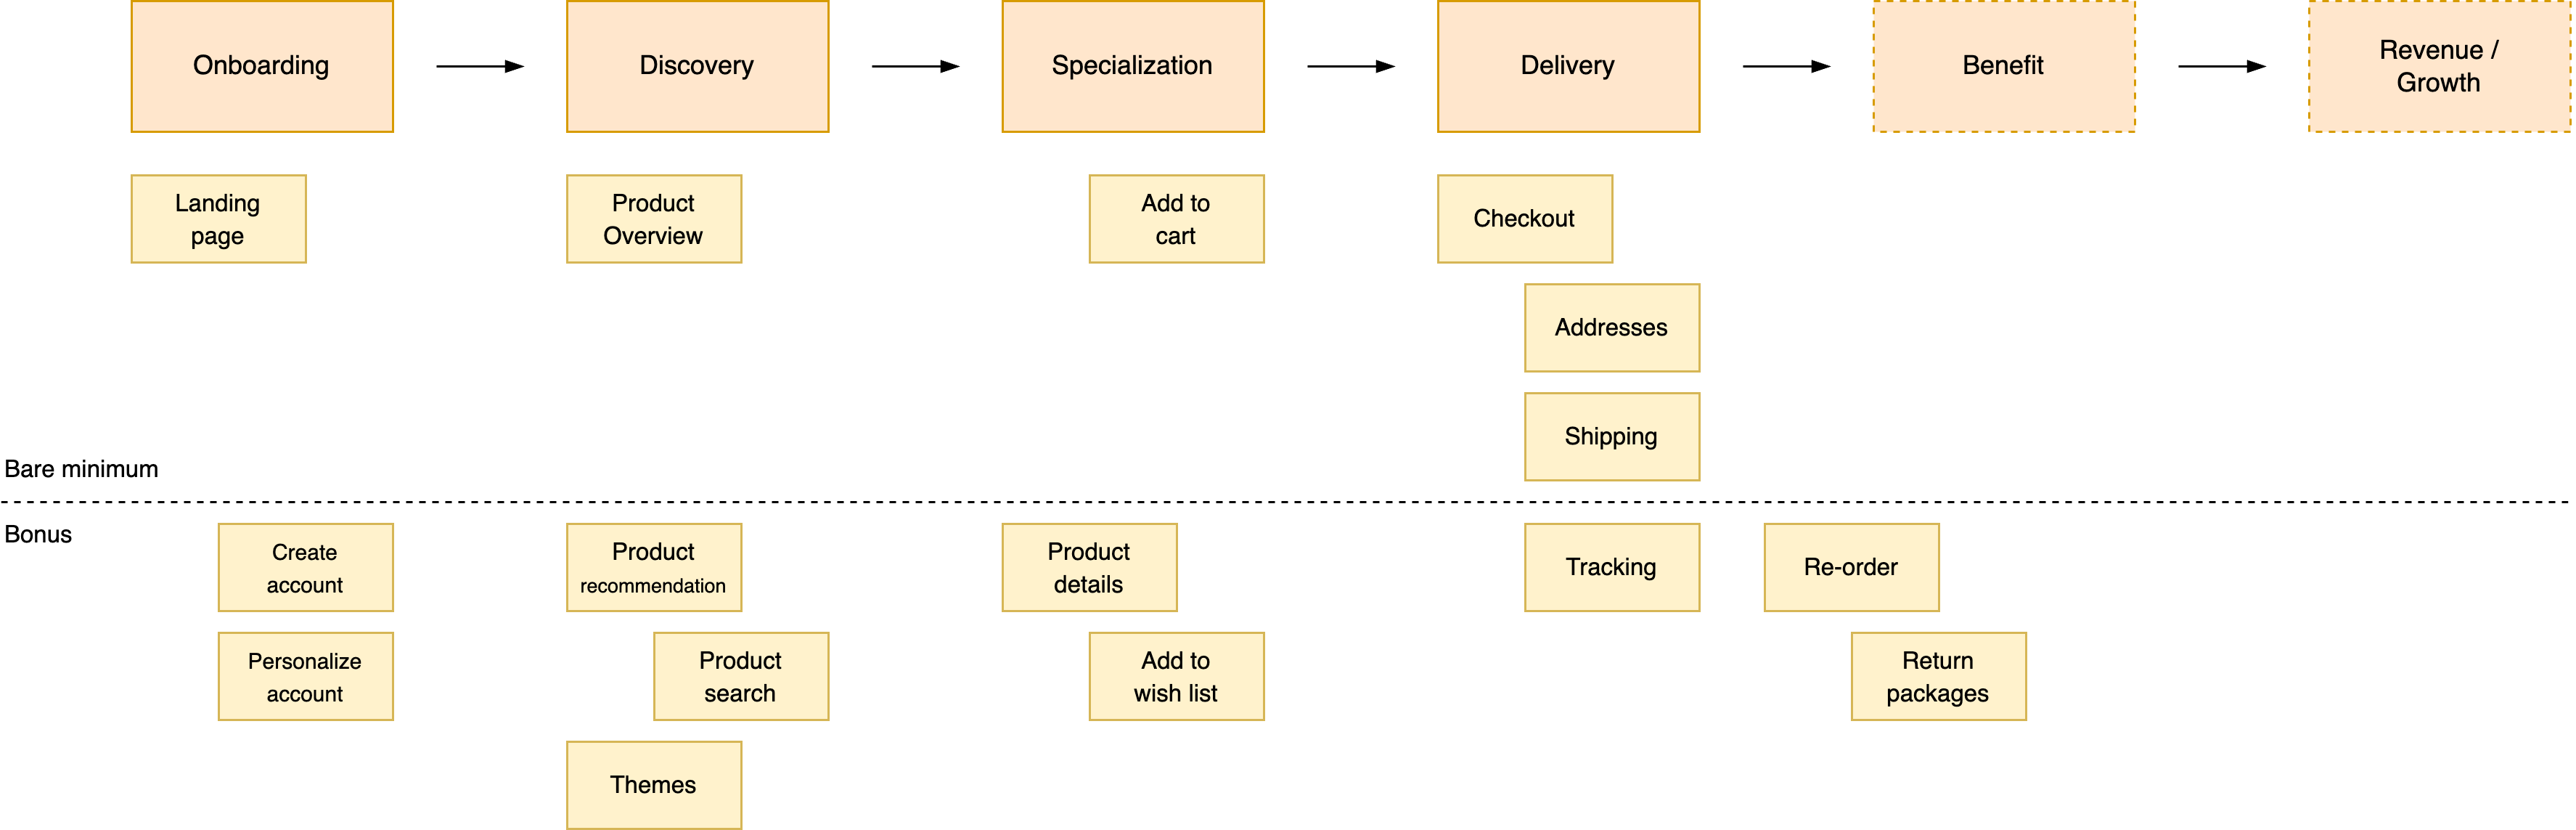 Onboarding
Discovery
Specialization
Delivery
Benefit
Revenue /
Growth
Landing
page
Product
Overview
Add to
cart
Checkout
Addresses
Shipping
Bare minimum
Bonus
Create
account
Product
recommendation
Product
details
Tracking
Re-order
Personalize
account
Product
search
Add to
wish list
Return
packages
Themes